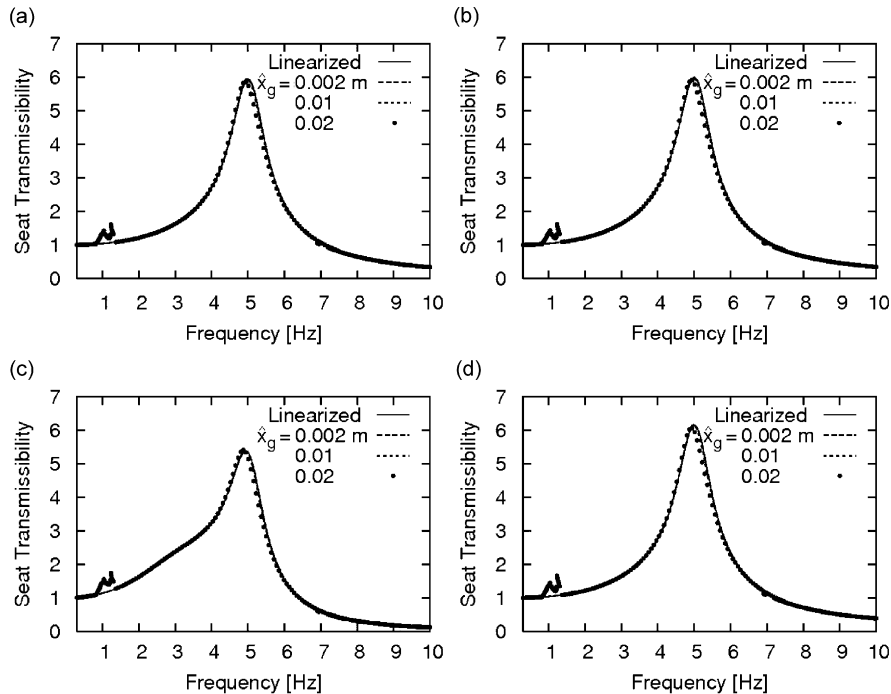 (a)
Seat Transmissibility
7
6
5
4
3
2
1
0
Linearized
x̂g = 0.002 m
0.01
0.02
1 2 3 4 5 6 7 8 9 10
Frequency [Hz]
(b)
Seat Transmissibility
7
6
5
4
3
2
1
0
Linearized
x̂g = 0.002 m
0.01
0.02
1 2 3 4 5 6 7 8 9 10
Frequency [Hz]
(c)
Seat Transmissibility
7
6
5
4
3
2
1
0
Linearized
x̂g = 0.002 m
0.01
0.02
1 2 3 4 5 6 7 8 9 10
Frequency [Hz]
(d)
Seat Transmissibility
7
6
5
4
3
2
1
0
Linearized
x̂g = 0.002 m
0.01
0.02
1 2 3 4 5 6 7 8 9 10
Frequency [Hz]